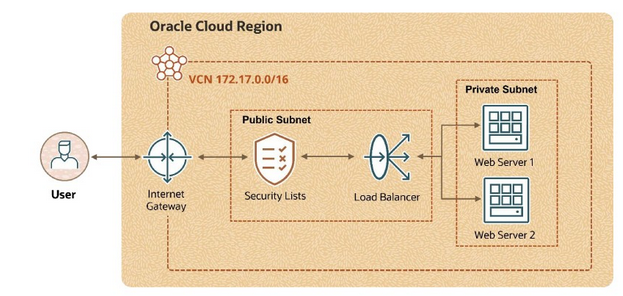 Oracle Cloud Region
VCN 172.17.0.0/16
Private Subnet
Public Subnet
Web Server 1
User
Internet
Gateway
Security Lists
Load Balancer
Web Server 2